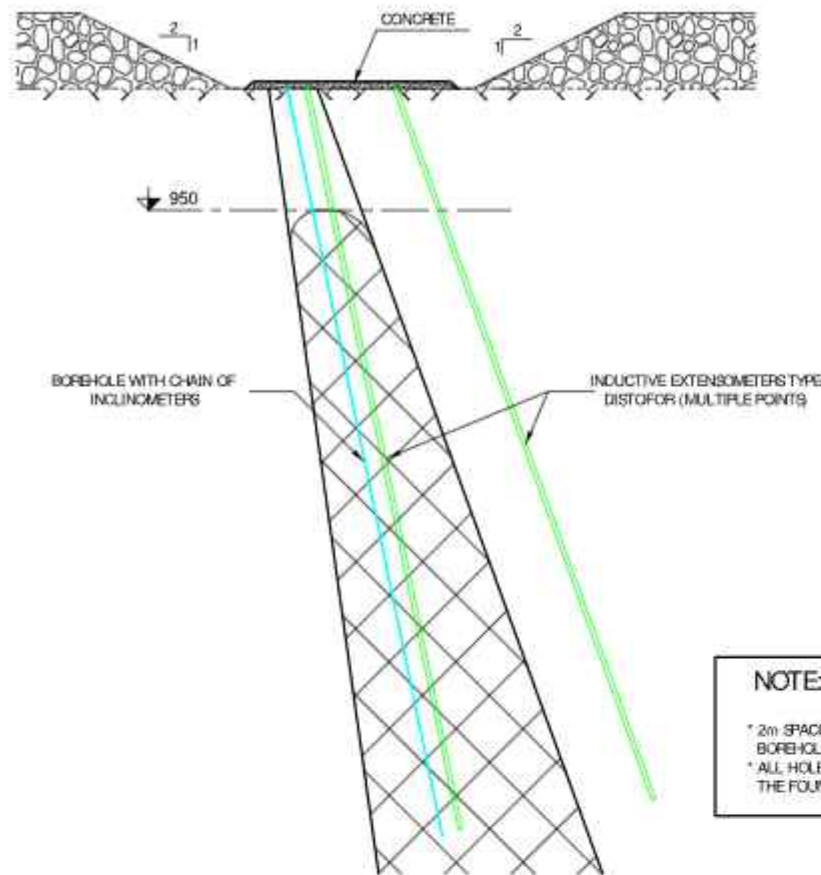 CONCRETE
2
1
2
1
950
BOREHOLE WITH CHAIN OF
INCLINOMETERS
INDUCTIVE EXTENSOMETERS TYPE
DISTOFOR (MULTIPLE POINTS)
NOTE:
* 2m SPAC
BOREHOL
* ALL HOLE
THE FOUN